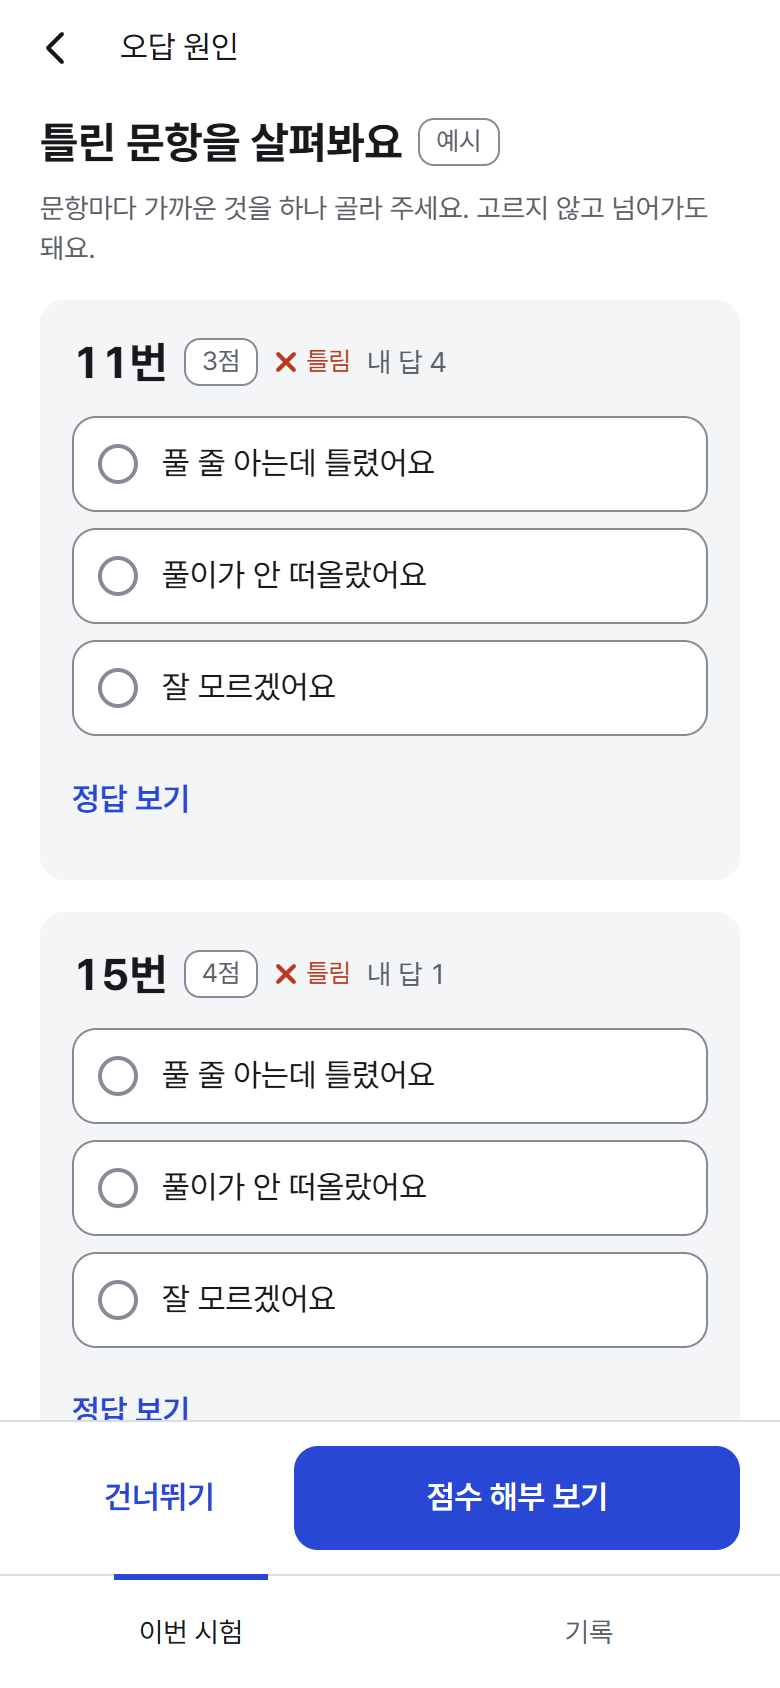 오답 원인
틀린 문항을 살펴봐요 예시
문항마다 가까운 것을 하나 골라 주세요. 고르지 않고 넘어가도
돼요.
11번 3점 틀림 내 답 4
풀 줄 아는데 틀렸어요
풀이가 안 떠올랐어요
잘 모르겠어요
정답 보기
15번 4점 틀림 내 답 1
풀 줄 아는데 틀렸어요
풀이가 안 떠올랐어요
잘 모르겠어요
정답 보기
건너뛰기 점수 해부 보기
이번 시험 기록